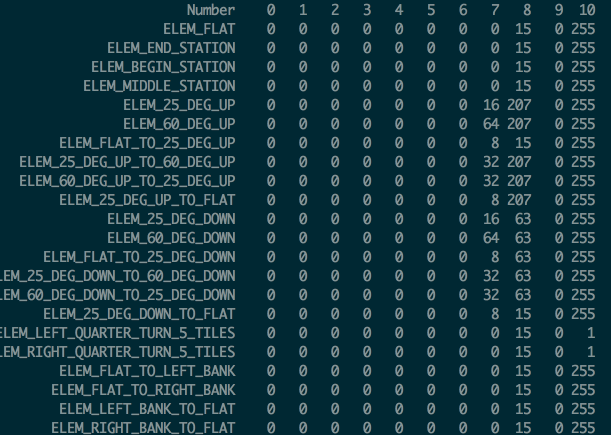 Number 0 1 2 3 4 5 6 7 8 9 10
ELEM_FLAT 0 0 0 0 0 0 0 0 15 0 255
ELEM_END_STATION 0 0 0 0 0 0 0 0 15 0 255
ELEM_BEGIN_STATION 0 0 0 0 0 0 0 0 15 0 255
ELEM_MIDDLE_STATION 0 0 0 0 0 0 0 0 15 0 255
ELEM_25_DEG_UP 0 0 0 0 0 0 0 16 207 0 255
ELEM_60_DEG_UP 0 0 0 0 0 0 0 64 207 0 255
ELEM_FLAT_TO_25_DEG_UP 0 0 0 0 0 0 0 8 15 0 255
ELEM_25_DEG_UP_TO_60_DEG_UP 0 0 0 0 0 0 0 32 207 0 255
ELEM_60_DEG_UP_TO_25_DEG_UP 0 0 0 0 0 0 0 32 207 0 255
ELEM_25_DEG_UP_TO_FLAT 0 0 0 0 0 0 0 8 207 0 255
ELEM_25_DEG_DOWN 0 0 0 0 0 0 0 16 63 0 255
ELEM_60_DEG_DOWN 0 0 0 0 0 0 0 64 63 0 255
ELEM_FLAT_TO_25_DEG_DOWN 0 0 0 0 0 0 0 8 63 0 255
LEM_25_DEG_DOWN_TO_60_DEG_DOWN 0 0 0 0 0 0 0 32 63 0 255
LEM_60_DEG_DOWN_TO_25_DEG_DOWN 0 0 0 0 0 0 0 32 63 0 255
ELEM_25_DEG_DOWN_TO_FLAT 0 0 0 0 0 0 0 8 15 0 255
ELEM_LEFT_QUARTER_TURN_5_TILES 0 0 0 0 0 0 0 0 15 0 1
LEM_RIGHT_QUARTER_TURN_5_TILES 0 0 0 0 0 0 0 0 15 0 1
ELEM_FLAT_TO_LEFT_BANK 0 0 0 0 0 0 0 0 15 0 255
ELEM_FLAT_TO_RIGHT_BANK 0 0 0 0 0 0 0 0 15 0 255
ELEM_LEFT_BANK_TO_FLAT 0 0 0 0 0 0 0 0 15 0 255
ELEM_RIGHT_BANK_TO_FLAT 0 0 0 0 0 0 0 0 15 0 255